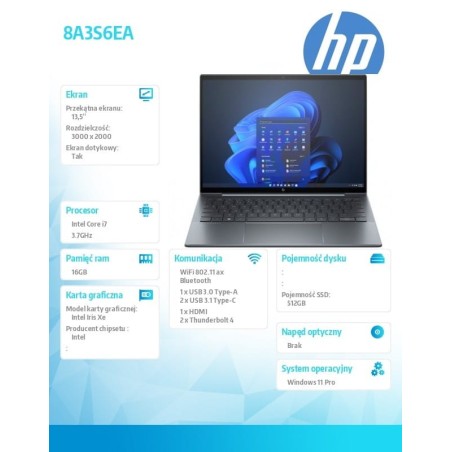 8A3S6EA
hp
Ekran
Przekątna ekranu:
13,5"
Rozdzielczość:
3000 x 2000
Ekran dotykowy:
Tak
Procesor
Intel Core i7
3.7GHz
Pamięć ram
16GB
Karta graficzna
Model karty graficznej:
Intel Iris Xe
Producent chipsetu :
Intel
:
Komunikacja
WiFi 802.11 ax
Bluetooth
1 x USB 3.0 Type-A
2 x USB 3.1 Type-C
1 x HDMI
2 x Thunderbolt 4
Pojemność dysku
:
:
Pojemność SSD:
512GB
Napęd optyczny
Brak
System operacyjny
Windows 11 Pro